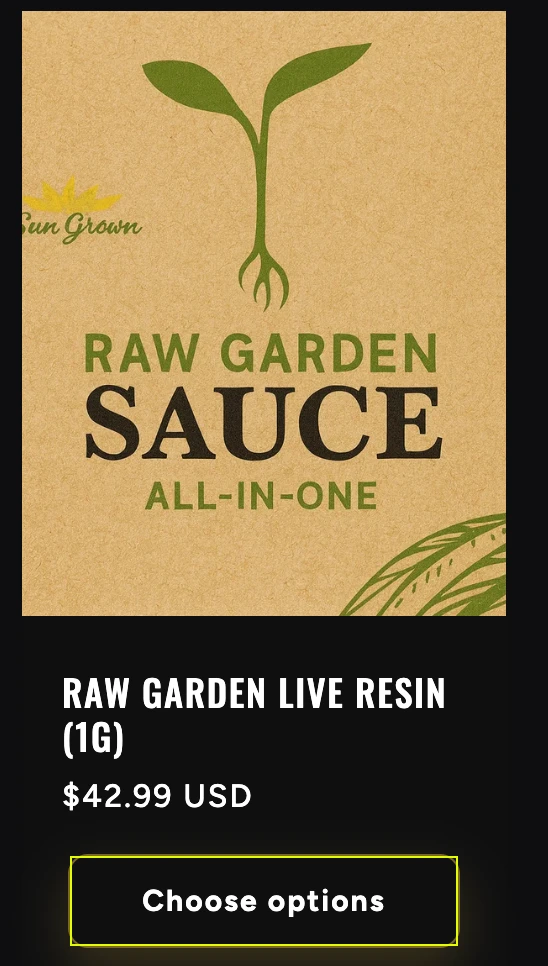 Sun Grown
RAW GARDEN
SAUCE
ALL-IN-ONE
RAW GARDEN LIVE RESIN
(1G)
$42.99 USD
Choose options